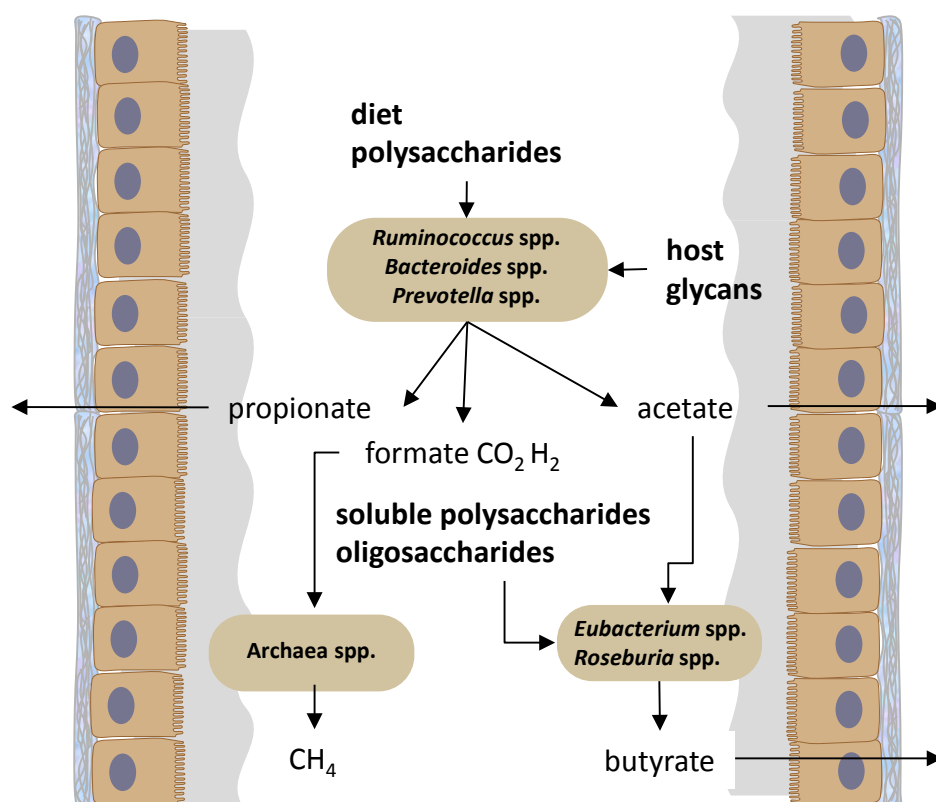 diet
polysaccharides
Ruminococcus spp.
Bacteroides spp.
Prevotella spp.
host
glycans
propionate
acetate
formate CO₂ H₂
soluble polysaccharides
oligosaccharides
Archaea spp.
Eubacterium spp.
Roseburia spp.
CH₄
butyrate